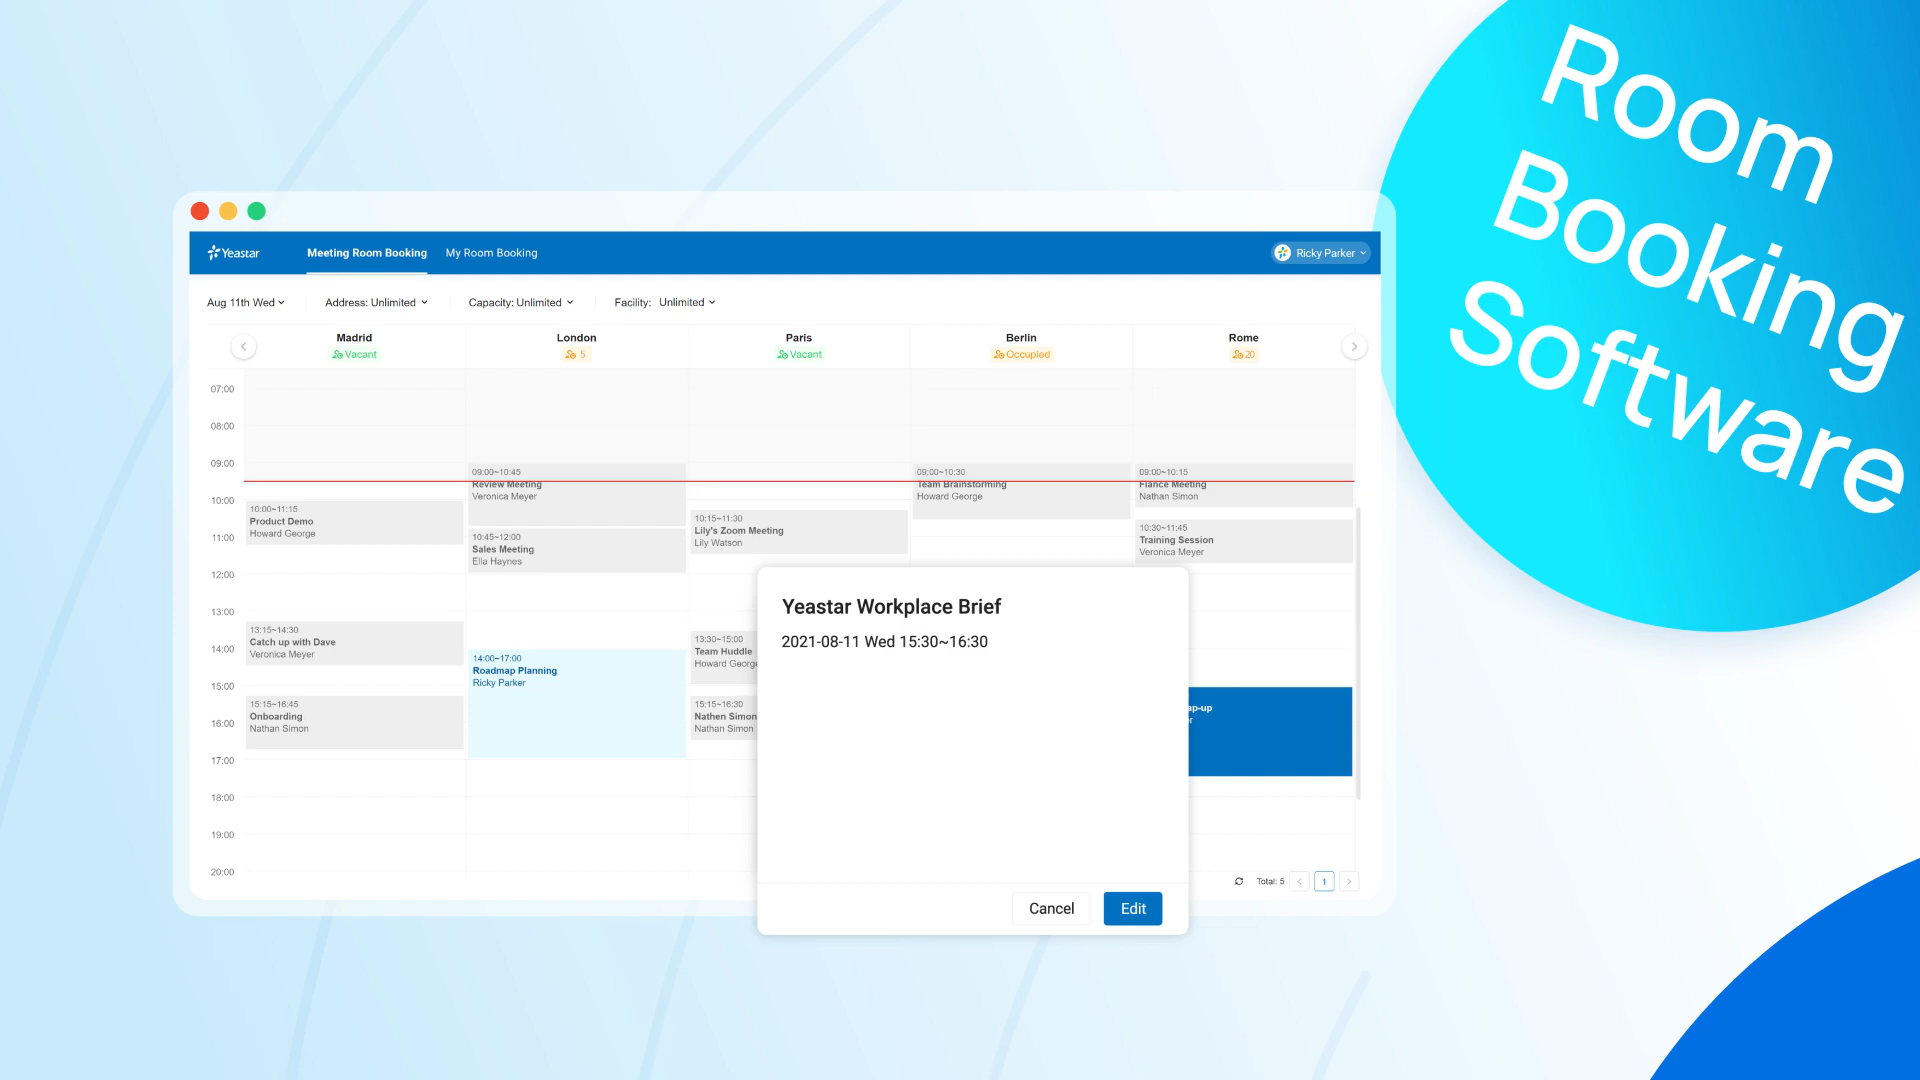 Room
Booking
Software
Yeastar
Meeting Room Booking
My Room Booking
Ricky Parker
Aug 11th Wed
Address: Unlimited
Capacity: Unlimited
Facility: Unlimited
Madrid
Vacant
London
5
Paris
Vacant
Berlin
Occupied
Rome
20
07:00
08:00
09:00
10:00
11:00
12:00
13:00
14:00
15:00
16:00
17:00
18:00
19:00
20:00
10:00~11:15
Product Demo
Howard George
13:15~14:30
Catch up with Dave
Veronica Meyer
15:15~16:45
Onboarding
Nathan Simon
09:00~10:45
Review Meeting
Veronica Meyer
10:45~12:00
Sales Meeting
Ella Haynes
14:00~17:00
Roadmap Planning
Ricky Parker
10:15~11:30
Lily's Zoom Meeting
Lily Watson
13:30~15:00
Team Huddle
Howard George
15:15~16:30
Nathen Simon
Nathan Simon
09:00~10:30
Team Brainstorming
Howard George
09:00~10:15
Fiance Meeting
Nathan Simon
10:30~11:45
Training Session
Veronica Meyer
ap-up
r
Yeastar Workplace Brief
2021-08-11 Wed 15:30~16:30
Cancel
Edit
Total: 5
1